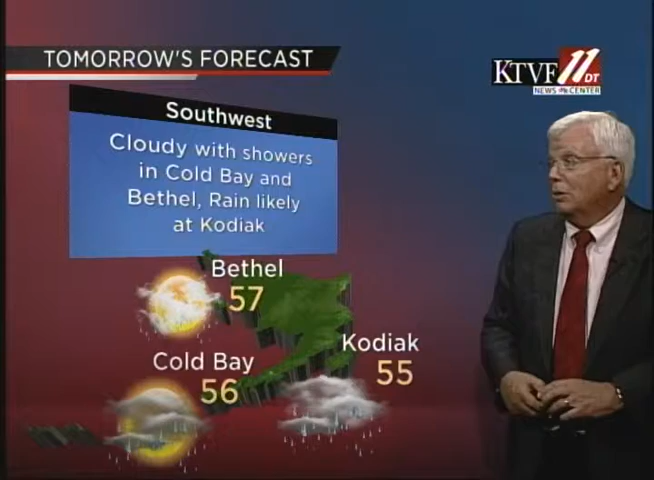 TOMORROW'S FORECAST
KTVF 11 DT
NEWS CENTER
Southwest
Cloudy with showers
in Cold Bay and
Bethel, Rain likely
at Kodiak
Bethel
57
Kodiak
55
Cold Bay
56